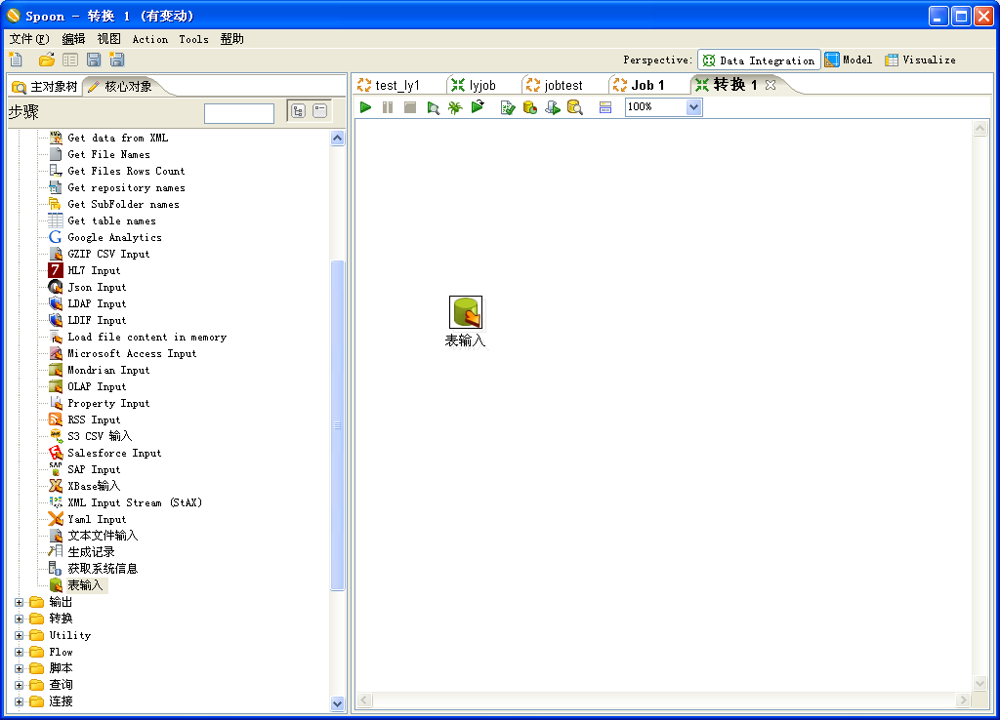 Spoon - 转换 1 (有变动)
文件(F) 编辑 视图 Action Tools 帮助
Perspective: Data Integration Model Visualize
主对象树 核心对象
test_ly1 lyjob jobtest Job 1 转换 1
步骤
100%
Get data from XML
Get File Names
Get Files Rows Count
Get repository names
Get SubFolder names
Get table names
Google Analytics
GZIP CSV Input
HL7 Input
Json Input
LDAP Input
LDIF Input
Load file content in memory
Microsoft Access Input
Mondrian Input
OLAP Input
Property Input
RSS Input
S3 CSV 输入
Salesforce Input
SAP Input
XBase输入
XML Input Stream (StAX)
Yaml Input
文本文件输入
生成记录
获取系统信息
表输入
输出
转换
Utility
Flow
脚本
查询
连接
表输入